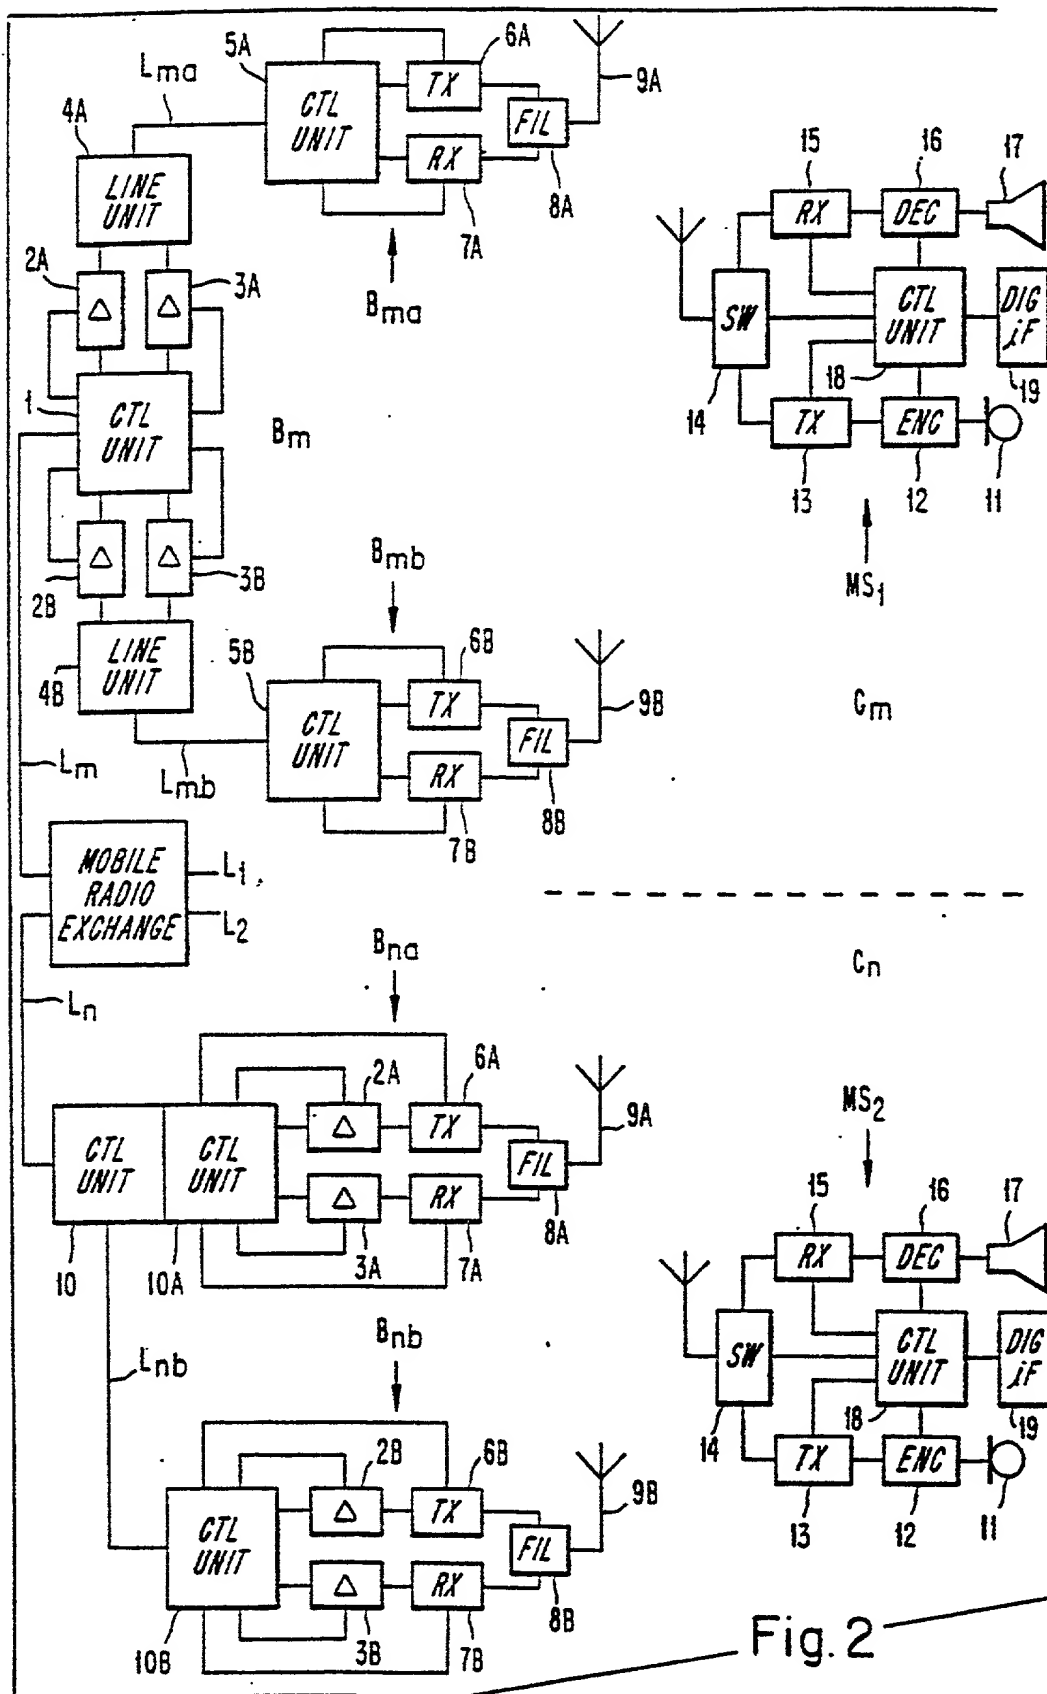 5A
6A
Lma
TX
9A
4A
CTL
UNIT
FIL
LINE
UNIT
RX
8A
7A
2A
3A
Bma
15
16
17
RX
DEC
SW
CTL
UNIT
DIG
iF
18
19
14
TX
ENC
13
12
11
MS1
1
CTL
UNIT
Bm
Bmb
2B
3B
5B
6B
LINE
UNIT
4B
TX
9B
Cm
CTL
UNIT
FIL
Lm
Lmb
RX
8B
7B
MOBILE
RADIO
EXCHANGE
L1
L2
Bna
Cn
Ln
2A
6A
9A
MS2
CTL
UNIT
CTL
UNIT
TX
FIL
RX
8A
10
10A
3A
7A
15
16
17
RX
DEC
SW
CTL
UNIT
DIG
iF
18
19
14
TX
ENC
13
12
11
Bnb
Lnb
2B
6B
9B
CTL
UNIT
TX
FIL
RX
8B
10B
3B
7B
Fig. 2